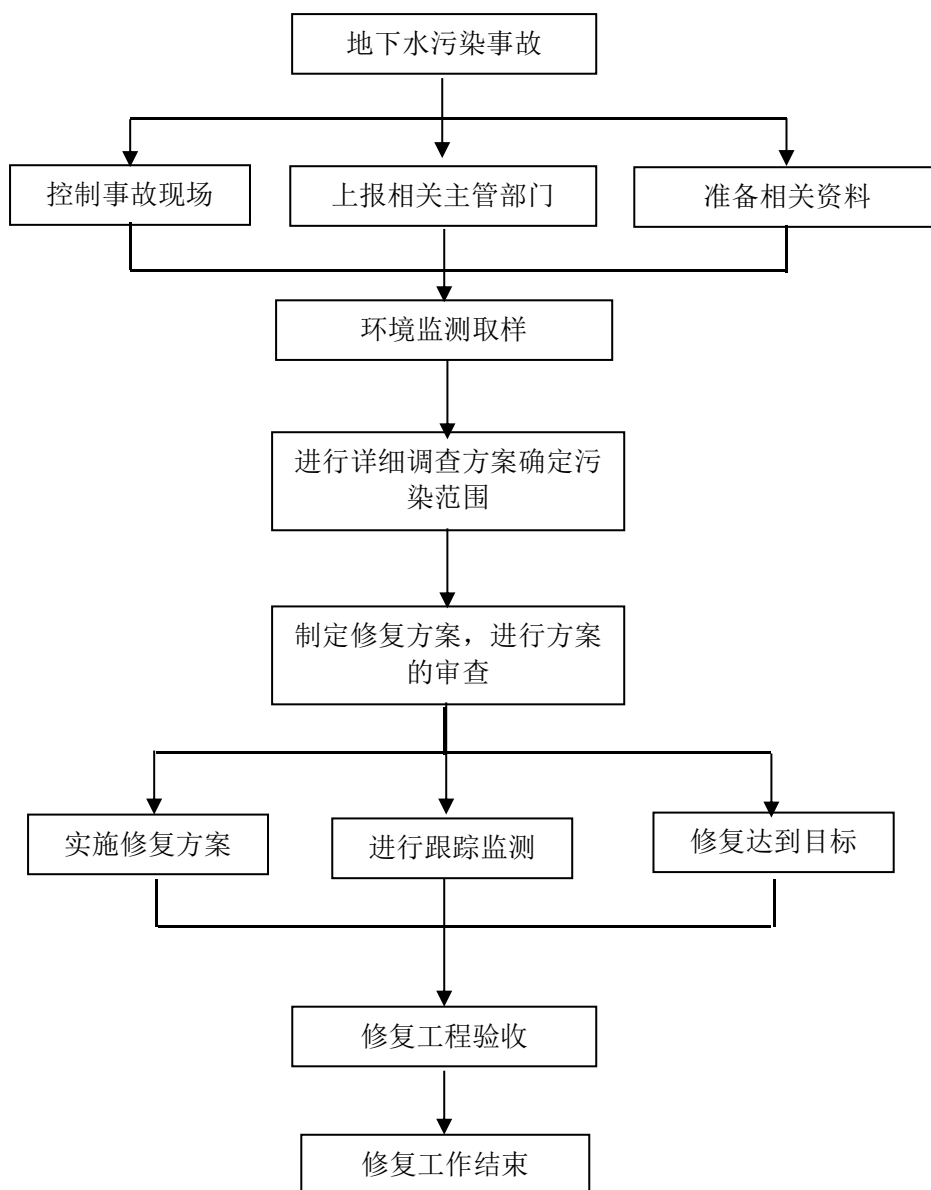 地下水污染事故
控制事故现场
上报相关主管部门
准备相关资料
环境监测取样
进行详细调查方案确定污
染范围
制定修复方案，进行方案
的审查
实施修复方案
进行跟踪监测
修复达到目标
修复工程验收
修复工作结束